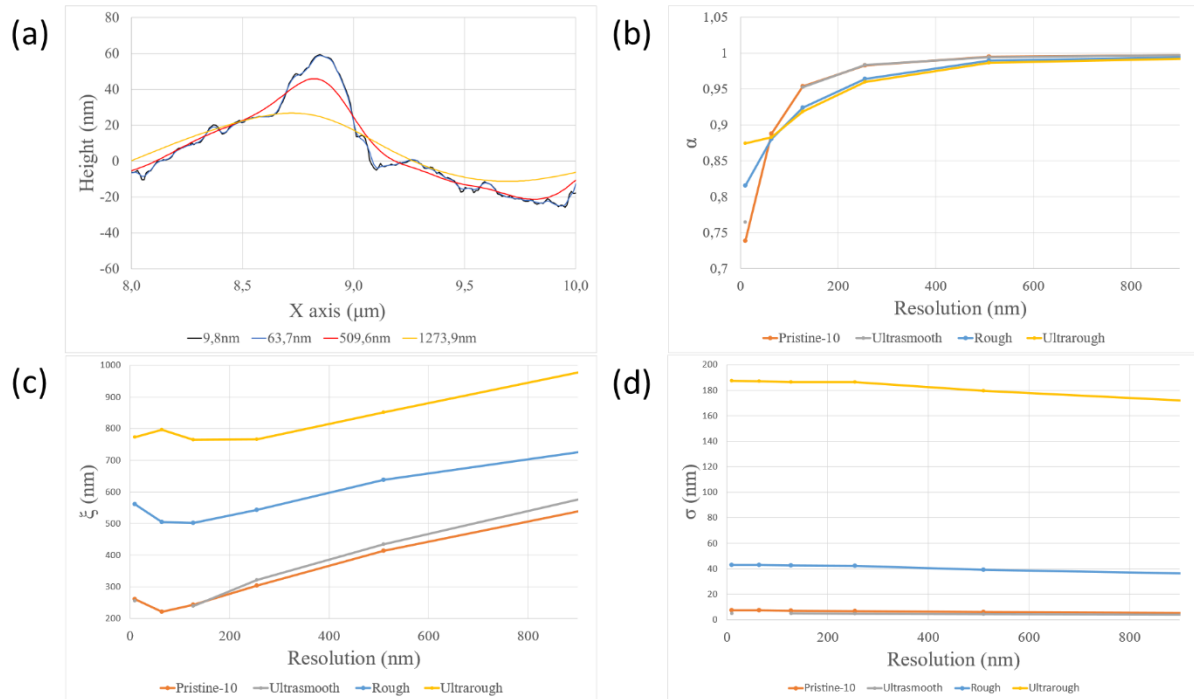 (a)
Height (nm)
80
60
40
20
0
-20
-40
-60
8,0
8,5
9,0
9,5
10,0
X axis (μm)
9,8nm
63,7nm
509,6nm
1273,9nm
(b)
α
1,05
1
0,95
0,9
0,85
0,8
0,75
0,7
0
200
400
600
800
Resolution (nm)
Pristine-10
Ultrasmooth
Rough
Ultrarough
(c)
ξ (nm)
1000
900
800
700
600
500
400
300
200
0
200
400
600
800
Resolution (nm)
Pristine-10
Ultrasmooth
Rough
Ultrarough
(d)
σ (nm)
200
180
160
140
120
100
80
60
40
20
0
0
200
400
600
800
Resolution (nm)
Pristine-10
Ultrasmooth
Rough
Ultrarough